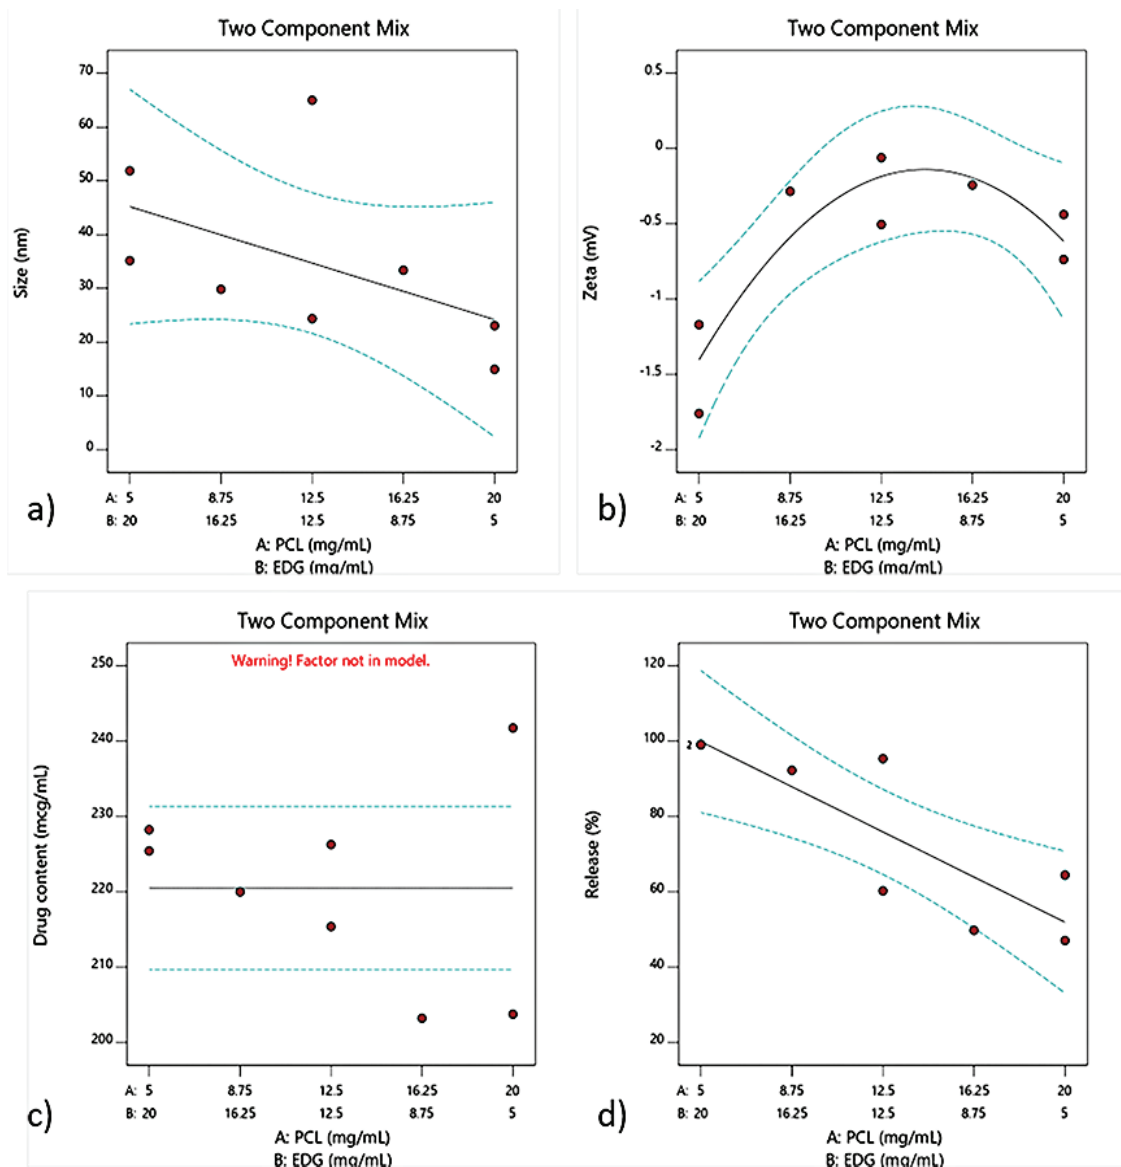 Two Component Mix
70
60
50
40
30
20
10
0
Size (nm)
A: 5 8.75 12.5 16.25 20
B: 20 16.25 12.5 8.75 5
A: PCL (mg/mL)
B: EDG (mg/mL)
a)
Two Component Mix
0.5
0
-0.5
-1
-1.5
-2
Zeta (mV)
A: 5 8.75 12.5 16.25 20
B: 20 16.25 12.5 8.75 5
A: PCL (mg/mL)
B: EDG (mg/mL)
b)
Two Component Mix
Warning! Factor not in model.
250
240
230
220
210
200
Drug content (mcg/mL)
A: 5 8.75 12.5 16.25 20
B: 20 16.25 12.5 8.75 5
A: PCL (mg/mL)
B: EDG (mg/mL)
c)
Two Component Mix
120
100
2
80
60
40
20
Release (%)
A: 5 8.75 12.5 16.25 20
B: 20 16.25 12.5 8.75 5
A: PCL (mg/mL)
B: EDG (mg/mL)
d)